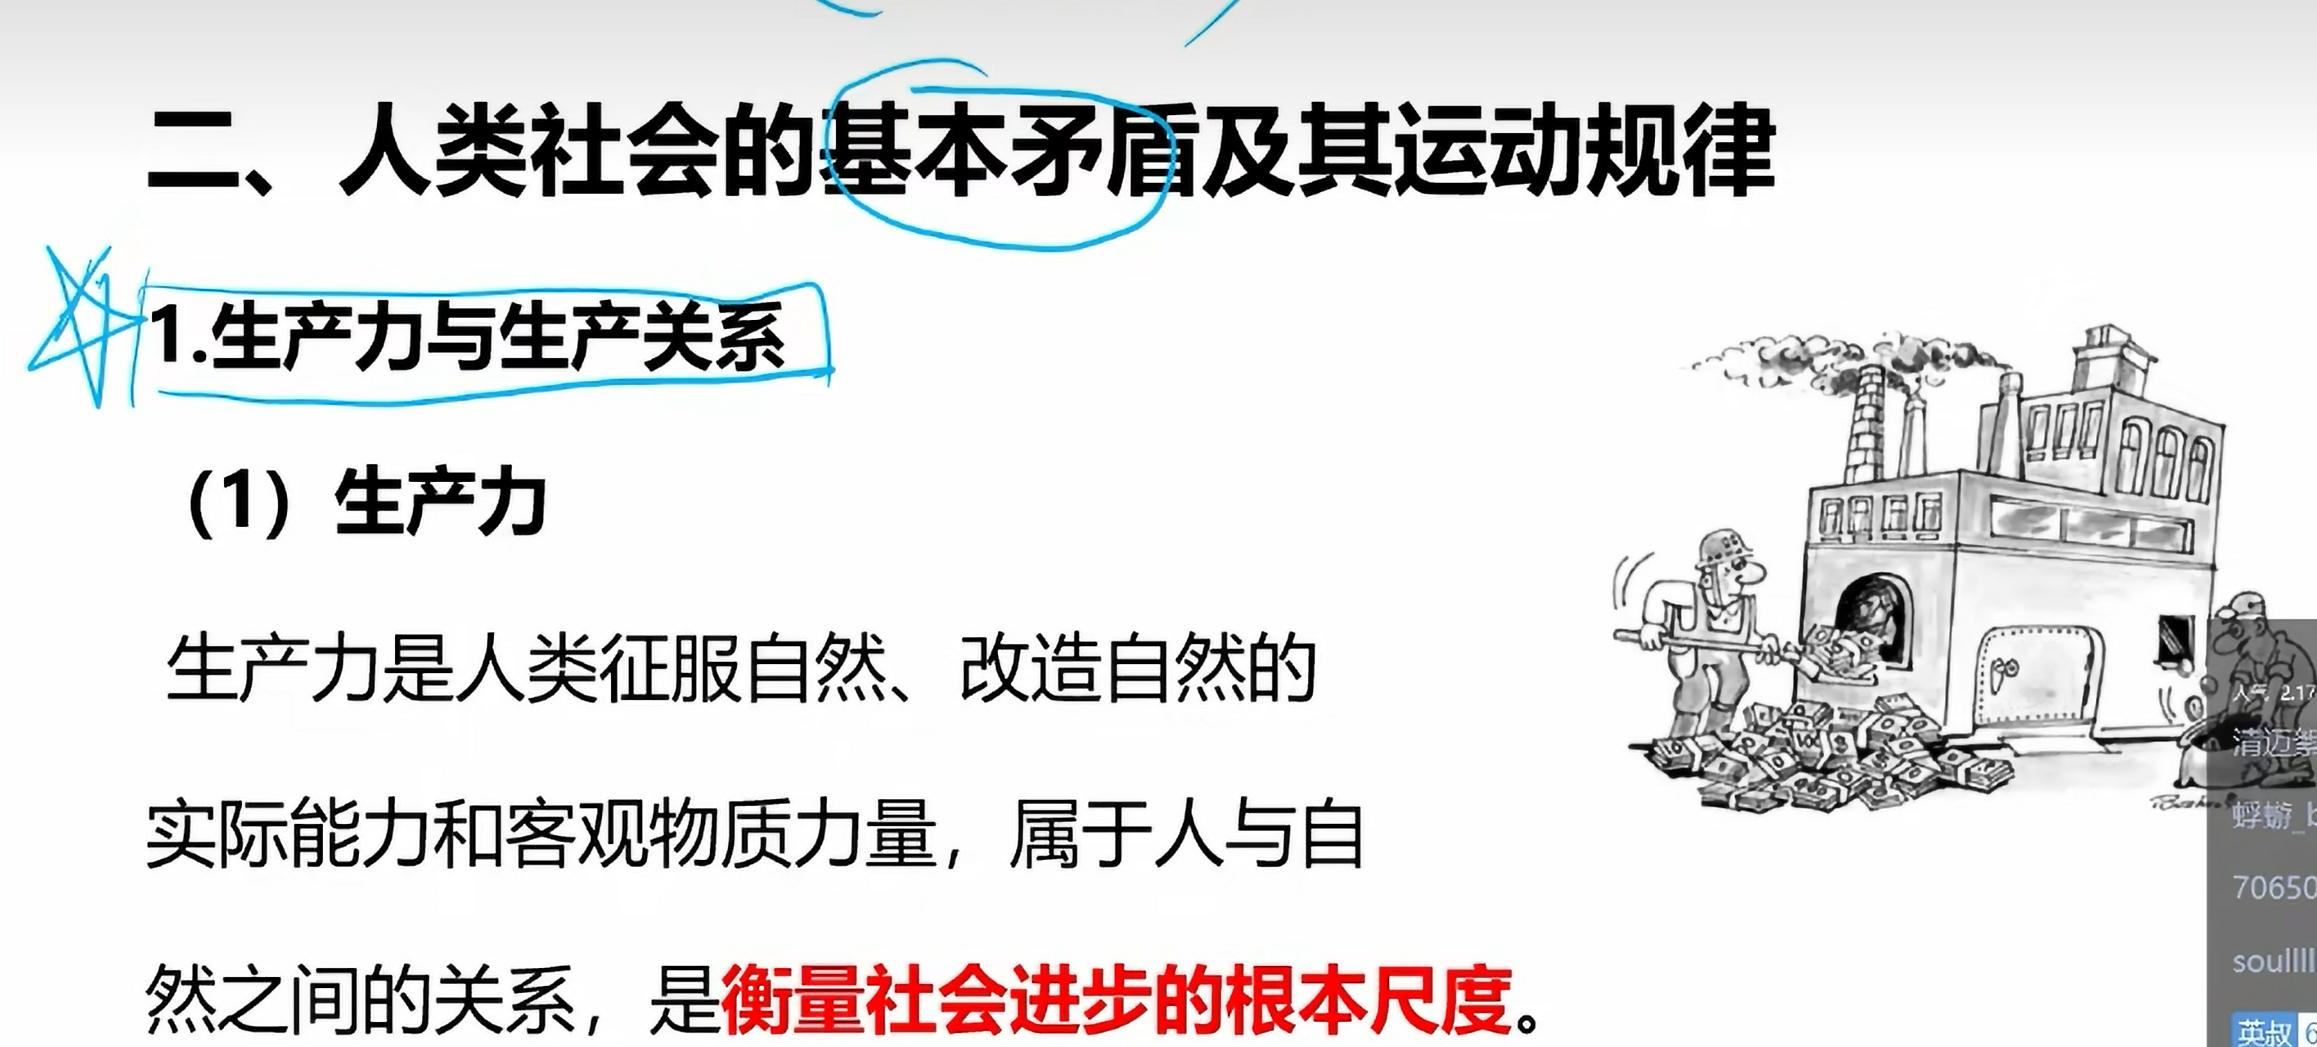 二、人类社会的基本矛盾及其运动规律
1.生产力与生产关系
（1）生产力
生产力是人类征服自然、改造自然的
实际能力和客观物质力量，属于人与自
然之间的关系，是衡量社会进步的根本尺度。
人气 2.17
清迈
蜉蝣_b
70650
soullll
英叔 6